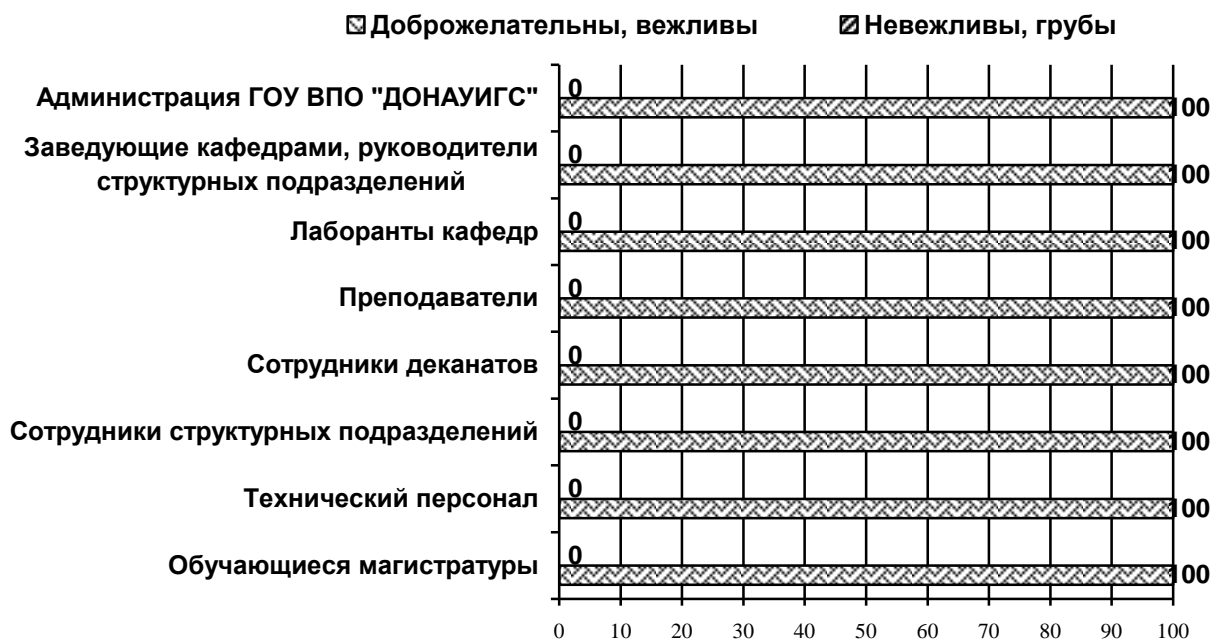 Доброжелательны, вежливы Невежливы, грубы
Администрация ГОУ ВПО "ДОНАУИГС" 0 100
Заведующие кафедрами, руководители
структурных подразделений 0 100
Лаборанты кафедр 0 100
Преподаватели 0 100
Сотрудники деканатов 0 100
Сотрудники структурных подразделений 0 100
Технический персонал 0 100
Обучающиеся магистратуры 0 100
0 10 20 30 40 50 60 70 80 90 100